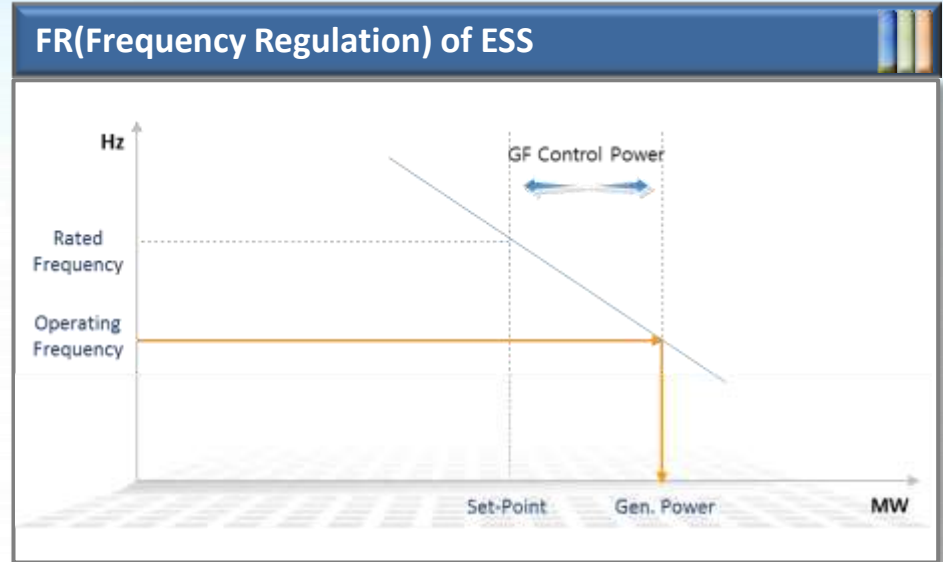 FR(Frequency Regulation) of ESS
Hz
GF Control Power
Rated
Frequency
Operating
Frequency
Set-Point
Gen. Power
MW